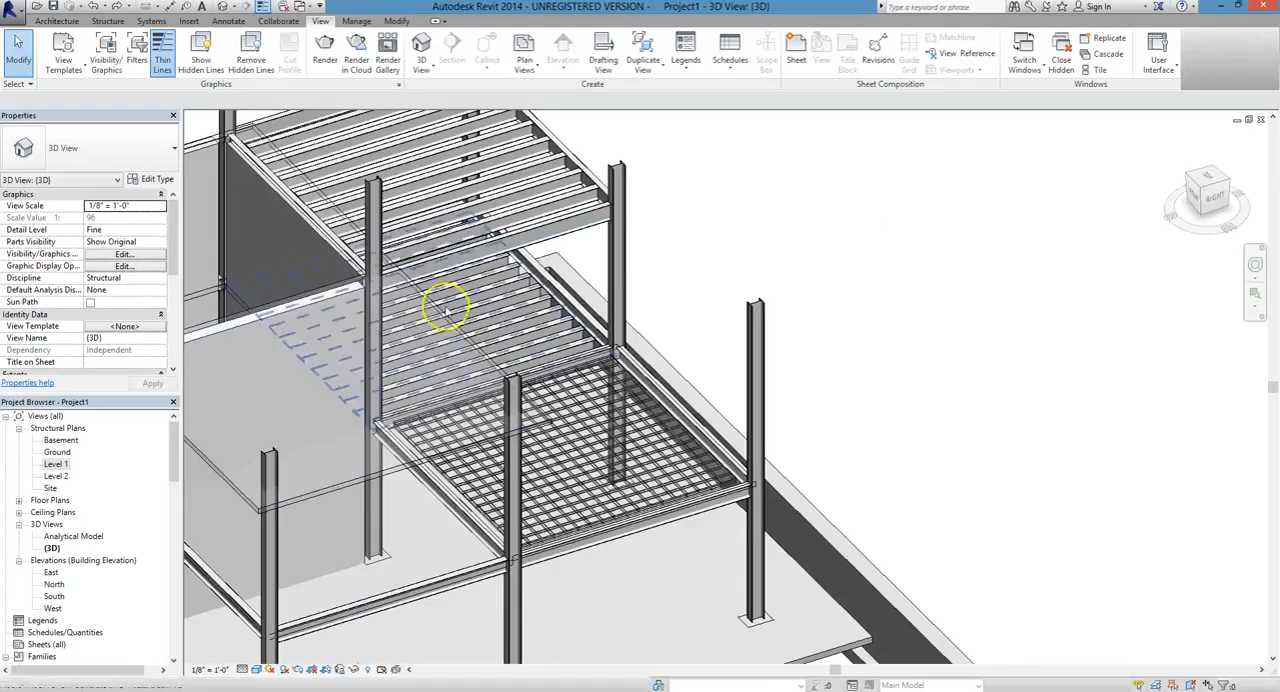 Autodesk Revit 2014 - UNREGISTERED VERSION - Project1 - 3D View: {3D}
Type a keyword or phrase
Sign In
Architecture Structure Systems Insert Annotate Analyze Massing & Site Collaborate View Manage Modify
Modify
View Templates
Visibility/ Graphics
Filters
Thin Lines
Show Hidden Lines
Remove Hidden Lines
Cut Profile
Render
Render in Cloud
Render Gallery
3D View
Section
Callout
Plan Views
Elevation
Drafting View
Duplicate View
Legends
Schedules
Scope Box
Sheet
View
Title Block
Revisions
Guide Grid
Matchline
View Reference
Viewports
Switch Windows
Close Hidden
Replicate
Cascade
Tile
User Interface
Select Graphics Create Sheet Composition Windows
Properties
3D View
3D View: {3D} Edit Type
Graphics
View Scale 1/8" = 1'-0"
Scale Value 1: 96
Detail Level Fine
Parts Visibility Show Original
Visibility/Graphics ... Edit...
Graphic Display Op... Edit...
Discipline Structural
Default Analysis Dis... None
Sun Path
Identity Data
View Template <None>
View Name {3D}
Dependency Independent
Title on Sheet
Properties help Apply
Project Browser - Project1
Views (all)
Structural Plans
Basement
Ground
Level 1
Level 2
Site
Floor Plans
Ceiling Plans
3D Views
Analytical Model
{3D}
Elevations (Building Elevation)
East
North
South
West
Legends
Schedules/Quantities
Sheets (all)
Families
TOP
RIGHT
1/8" = 1'-0"
:0
Main Model
:0